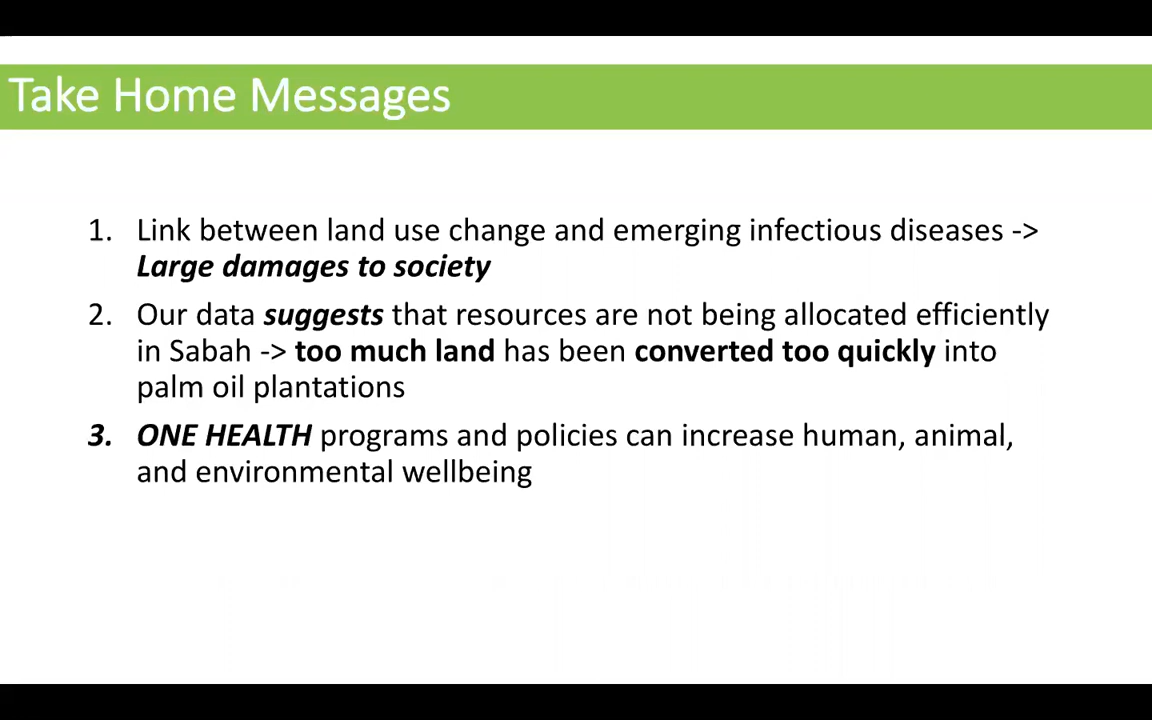 Take Home Messages
1. Link between land use change and emerging infectious diseases ->
Large damages to society
2. Our data suggests that resources are not being allocated efficiently
in Sabah -> too much land has been converted too quickly into
palm oil plantations
3. ONE HEALTH programs and policies can increase human, animal,
and environmental wellbeing